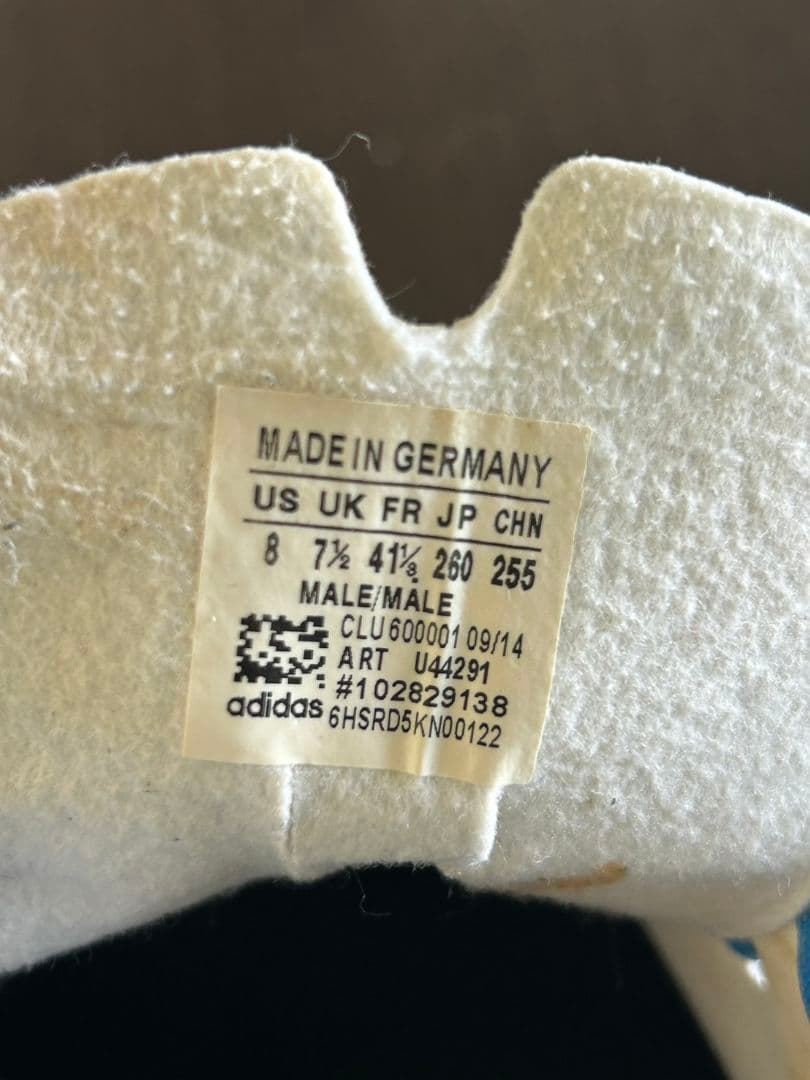 MADE IN GERMANY
US UK FR JP CHN
8 7½ 41⅓ 260 255
MALE/MALE
CLU 600001 09/14
ART U44291
#102829138
adidas 6HSRD5KN00122